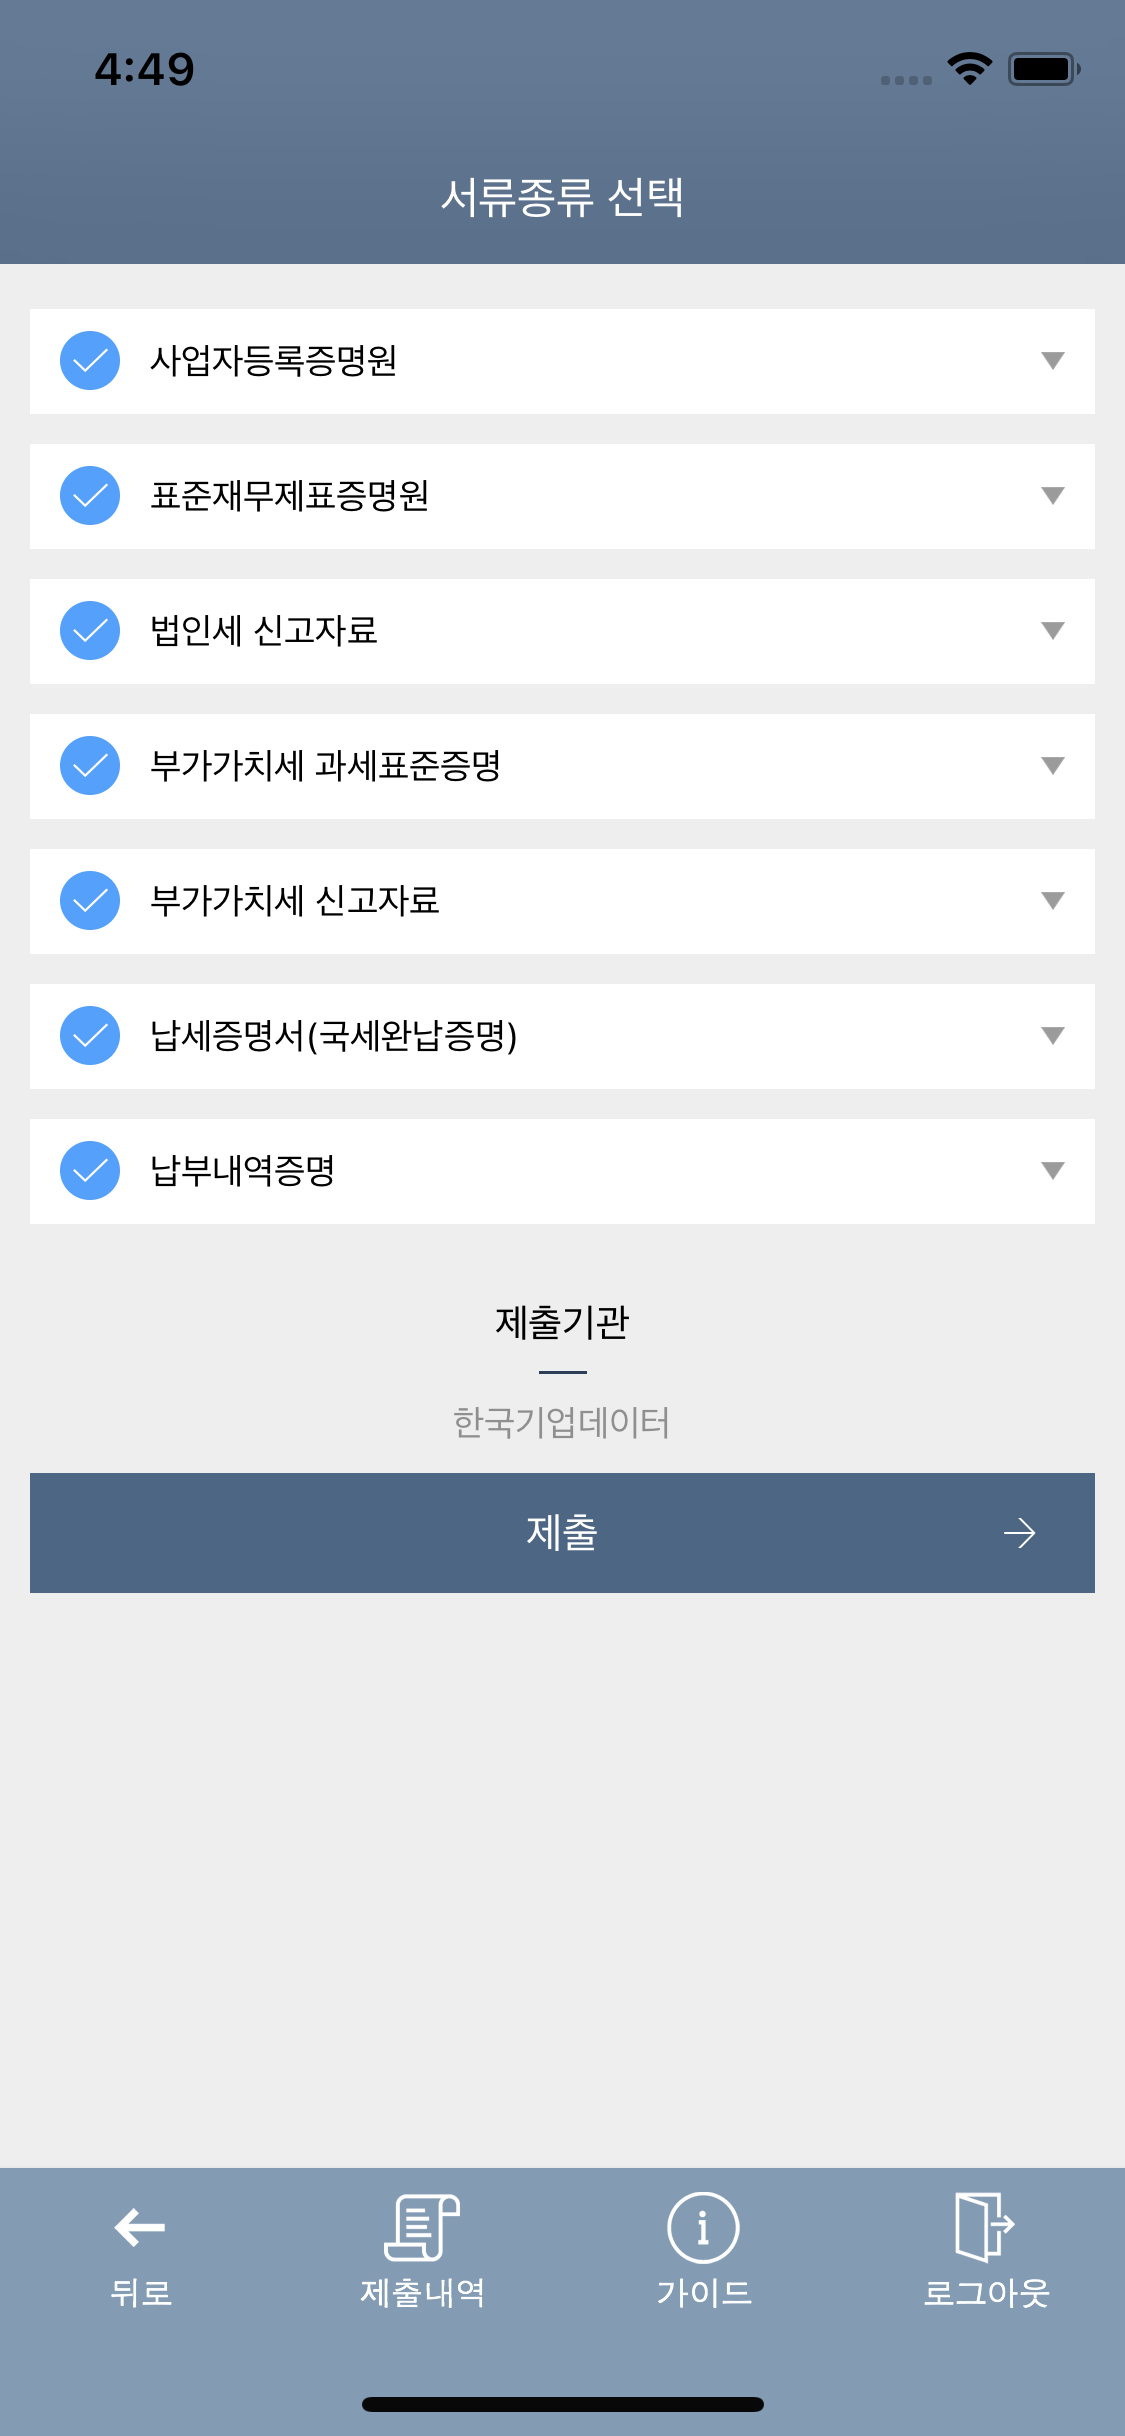 4:49
서류종류 선택
사업자등록증명원
표준재무제표증명원
법인세 신고자료
부가가치세 과세표준증명
부가가치세 신고자료
납세증명서(국세완납증명)
납부내역증명
제출기관
한국기업데이터
제출
뒤로
제출내역
가이드
로그아웃